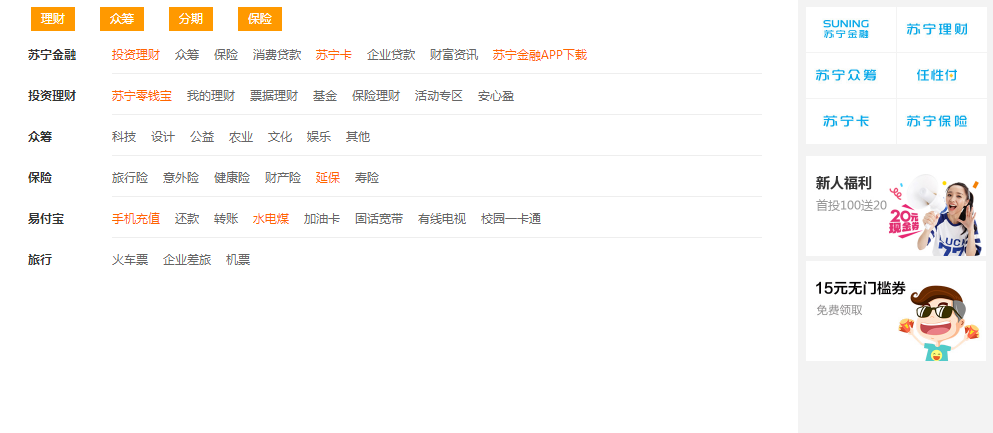 理财 众筹 分期 保险
苏宁金融 投资理财 众筹 保险 消费贷款 苏宁卡 企业贷款 财富资讯 苏宁金融APP下载
投资理财 苏宁零钱宝 我的理财 票据理财 基金 保险理财 活动专区 安心盈
众筹 科技 设计 公益 农业 文化 娱乐 其他
保险 旅行险 意外险 健康险 财产险 延保 寿险
易付宝 手机充值 还款 转账 水电煤 加油卡 固话宽带 有线电视 校园一卡通
旅行 火车票 企业差旅 机票
SUNING
苏宁金融 苏宁理财
苏宁众筹 任性付
苏宁卡 苏宁保险
新人福利
首投100送20
20元
现金券
15元无门槛券
免费领取